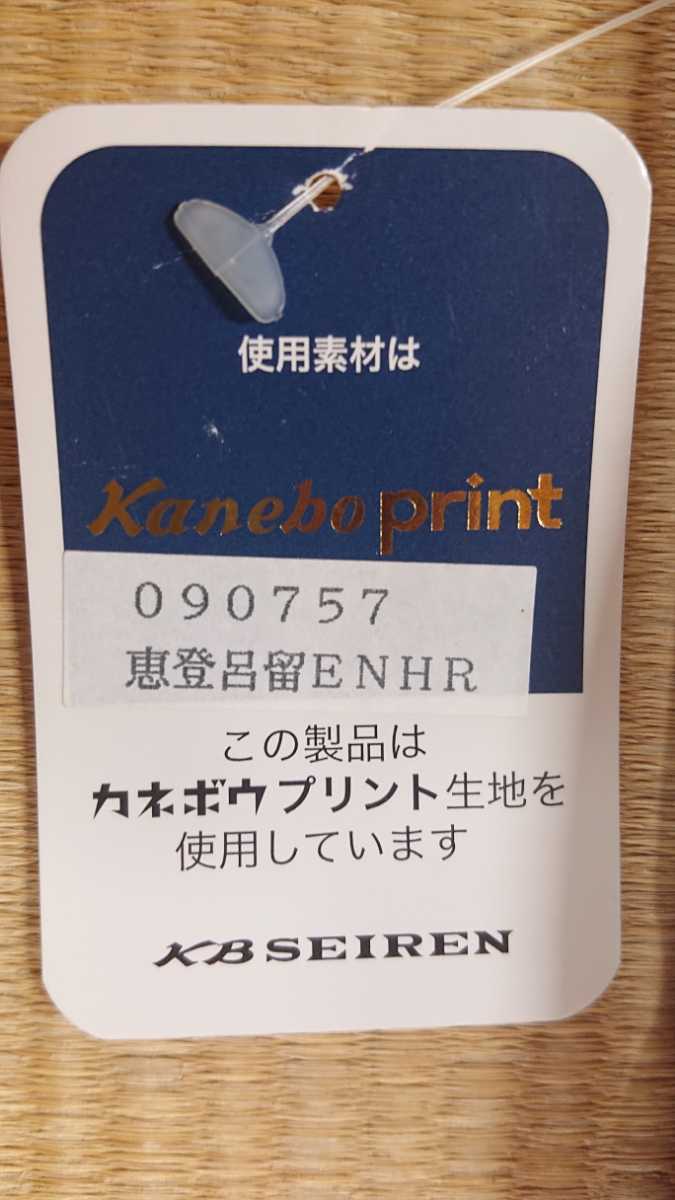 使用素材は
Kanebo print
０９０７５７
恵登呂留ＥＮＨＲ
この製品は
カネボウプリント生地を
使用しています
KB SEIREN